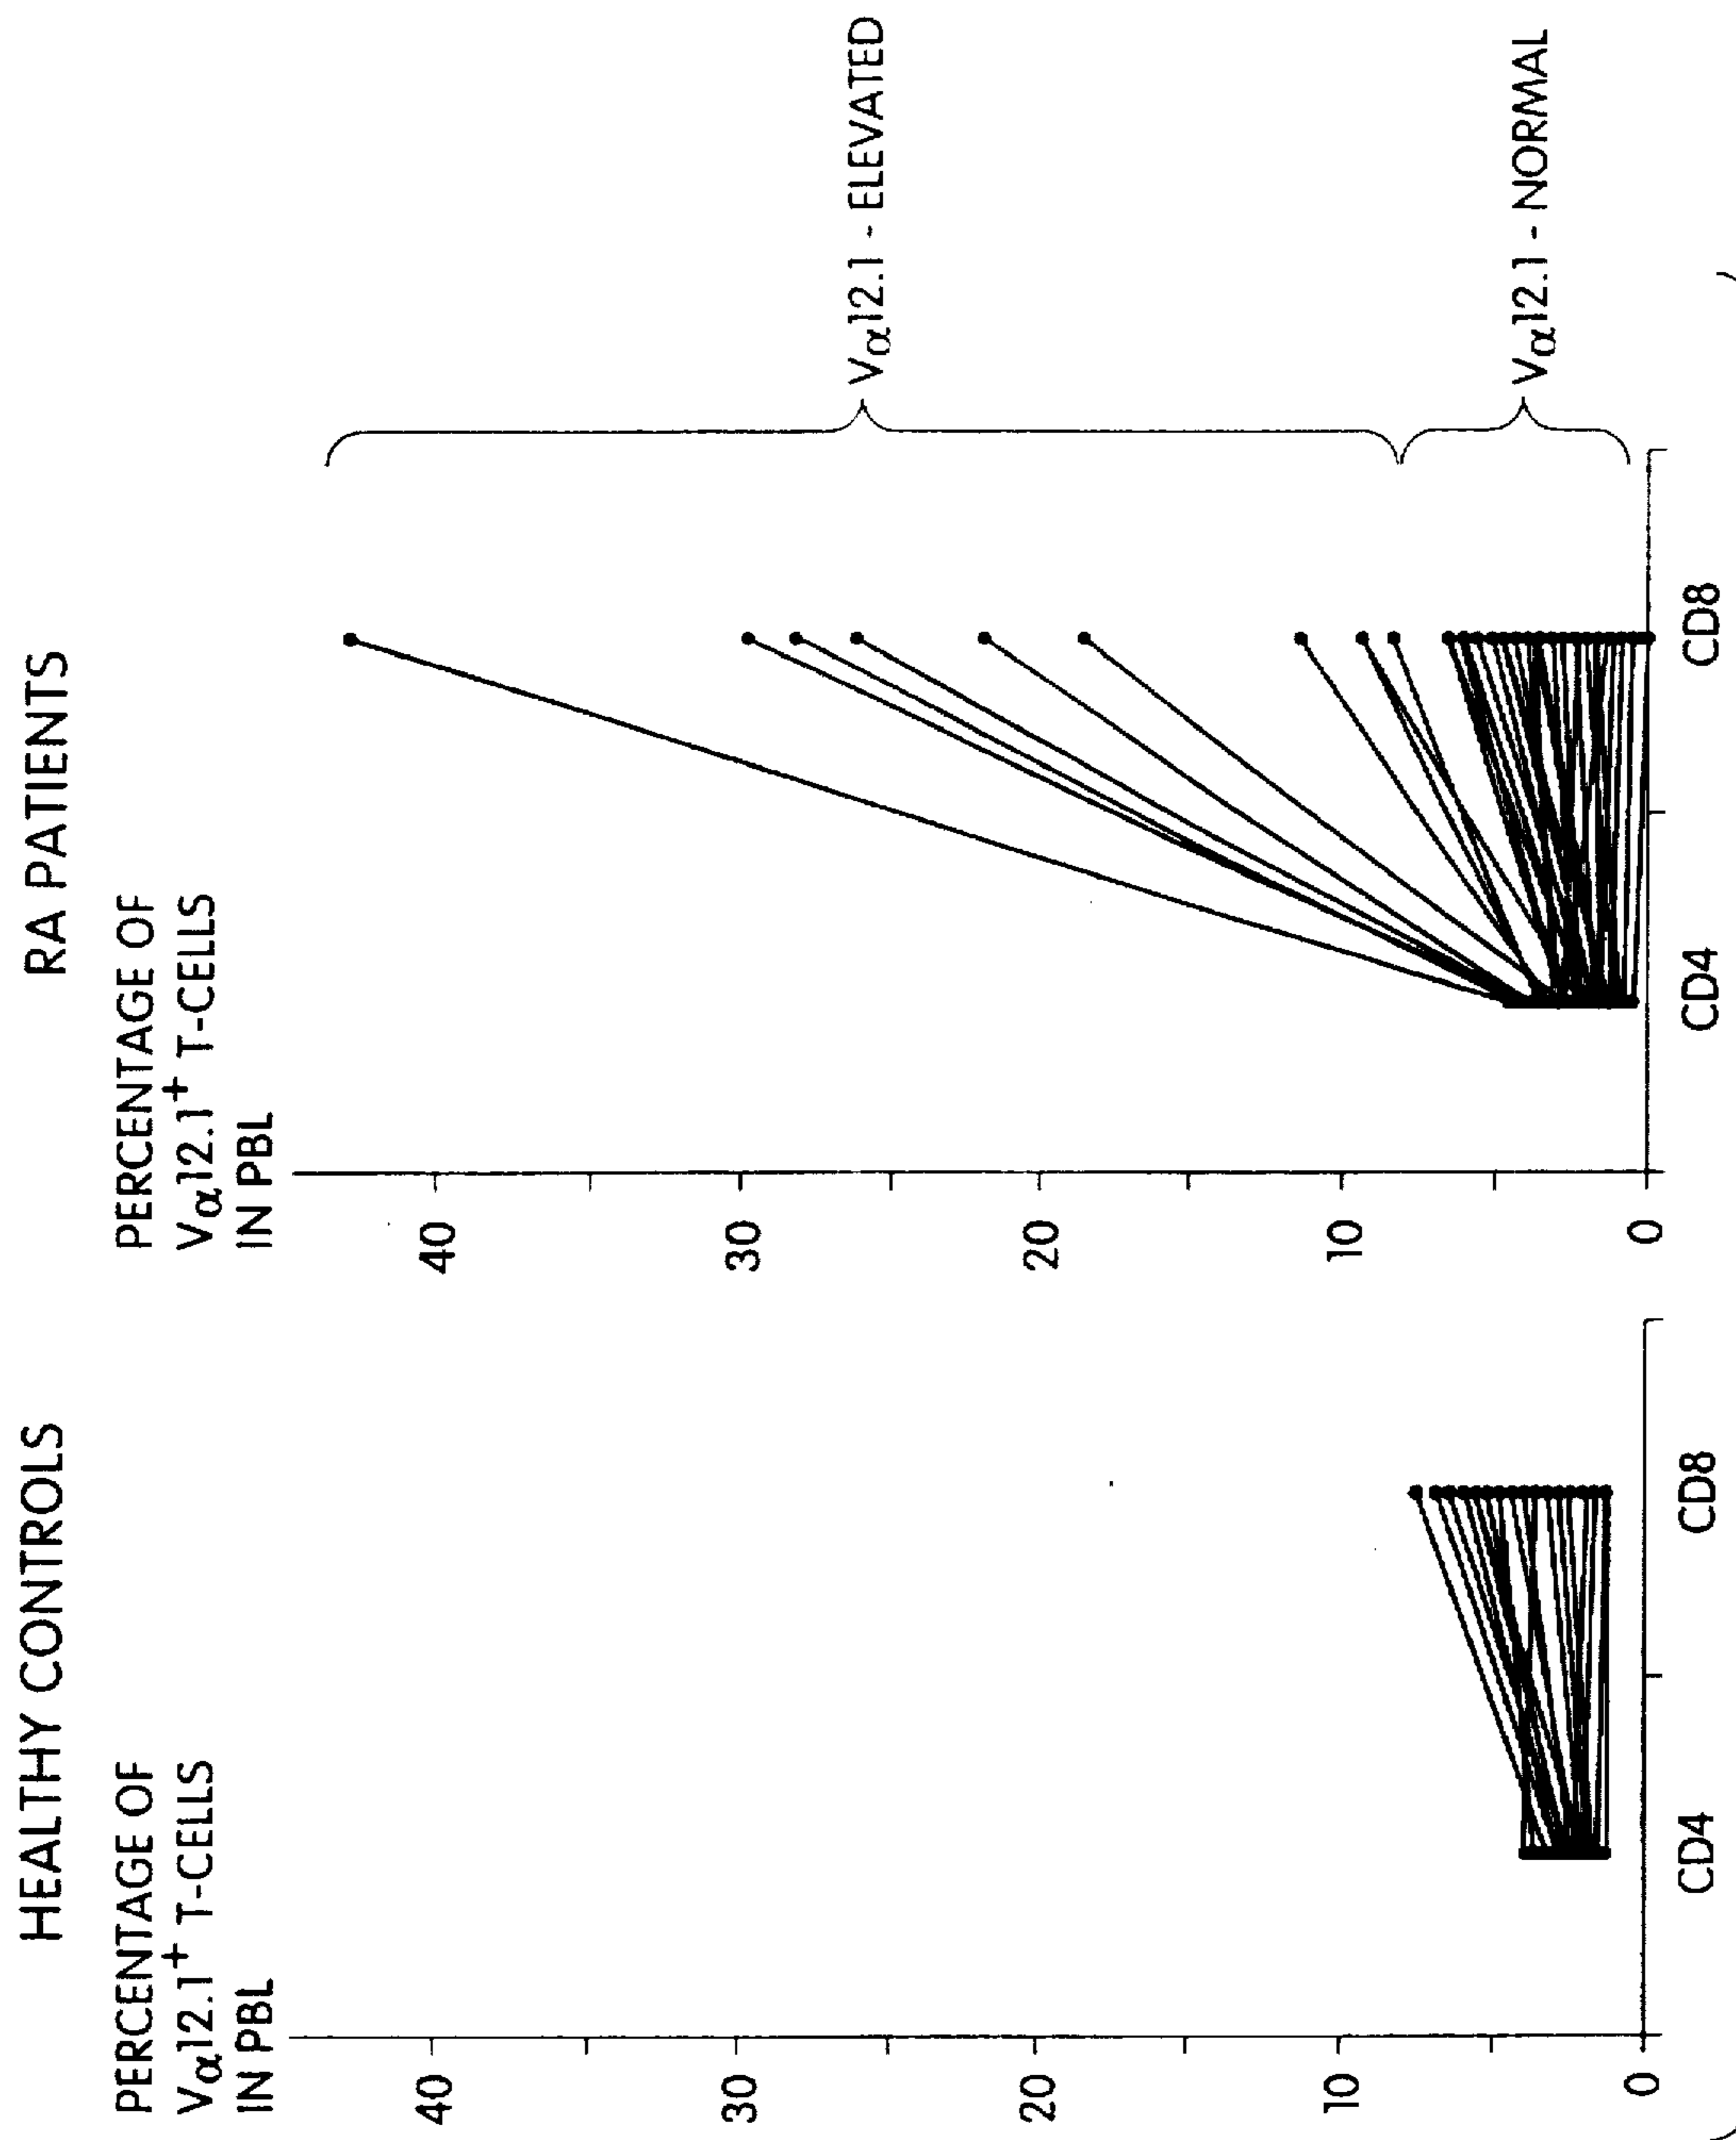 HEALTHY CONTROLS
PERCENTAGE OF
Vα12.1+ T-CELLS
IN PBL
40
30
20
10
0
CD4 CD8
RA PATIENTS
PERCENTAGE OF
Vα12.1+ T-CELLS
IN PBL
40
30
20
10
0
CD4 CD8
Vα12.1 - ELEVATED
Vα12.1 - NORMAL